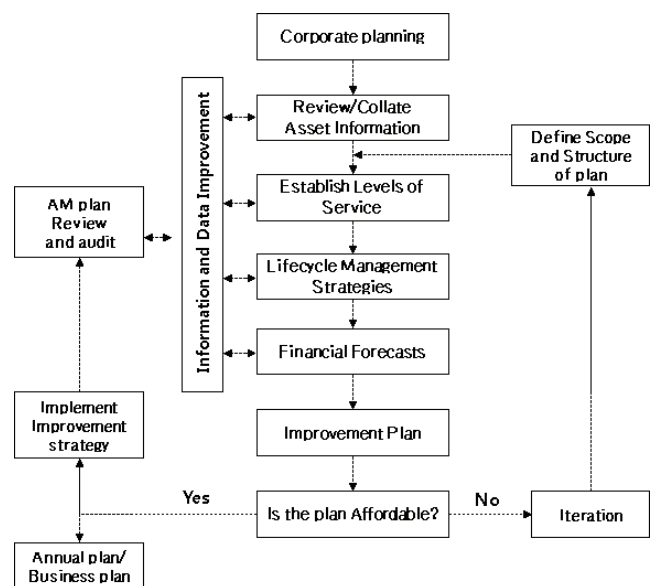 Corporate planning
Review/Collate
Asset Information
Define Scope
and Structure
of plan
Information and Data Improvement
Establish Levels of
Service
AM plan
Review
and audit
Lifecycle Management
Strategies
Financial Forecasts
Implement
Improvement
strategy
Improvement Plan
Yes
Is the plan Affordable?
No
Iteration
Annual plan/
Business plan